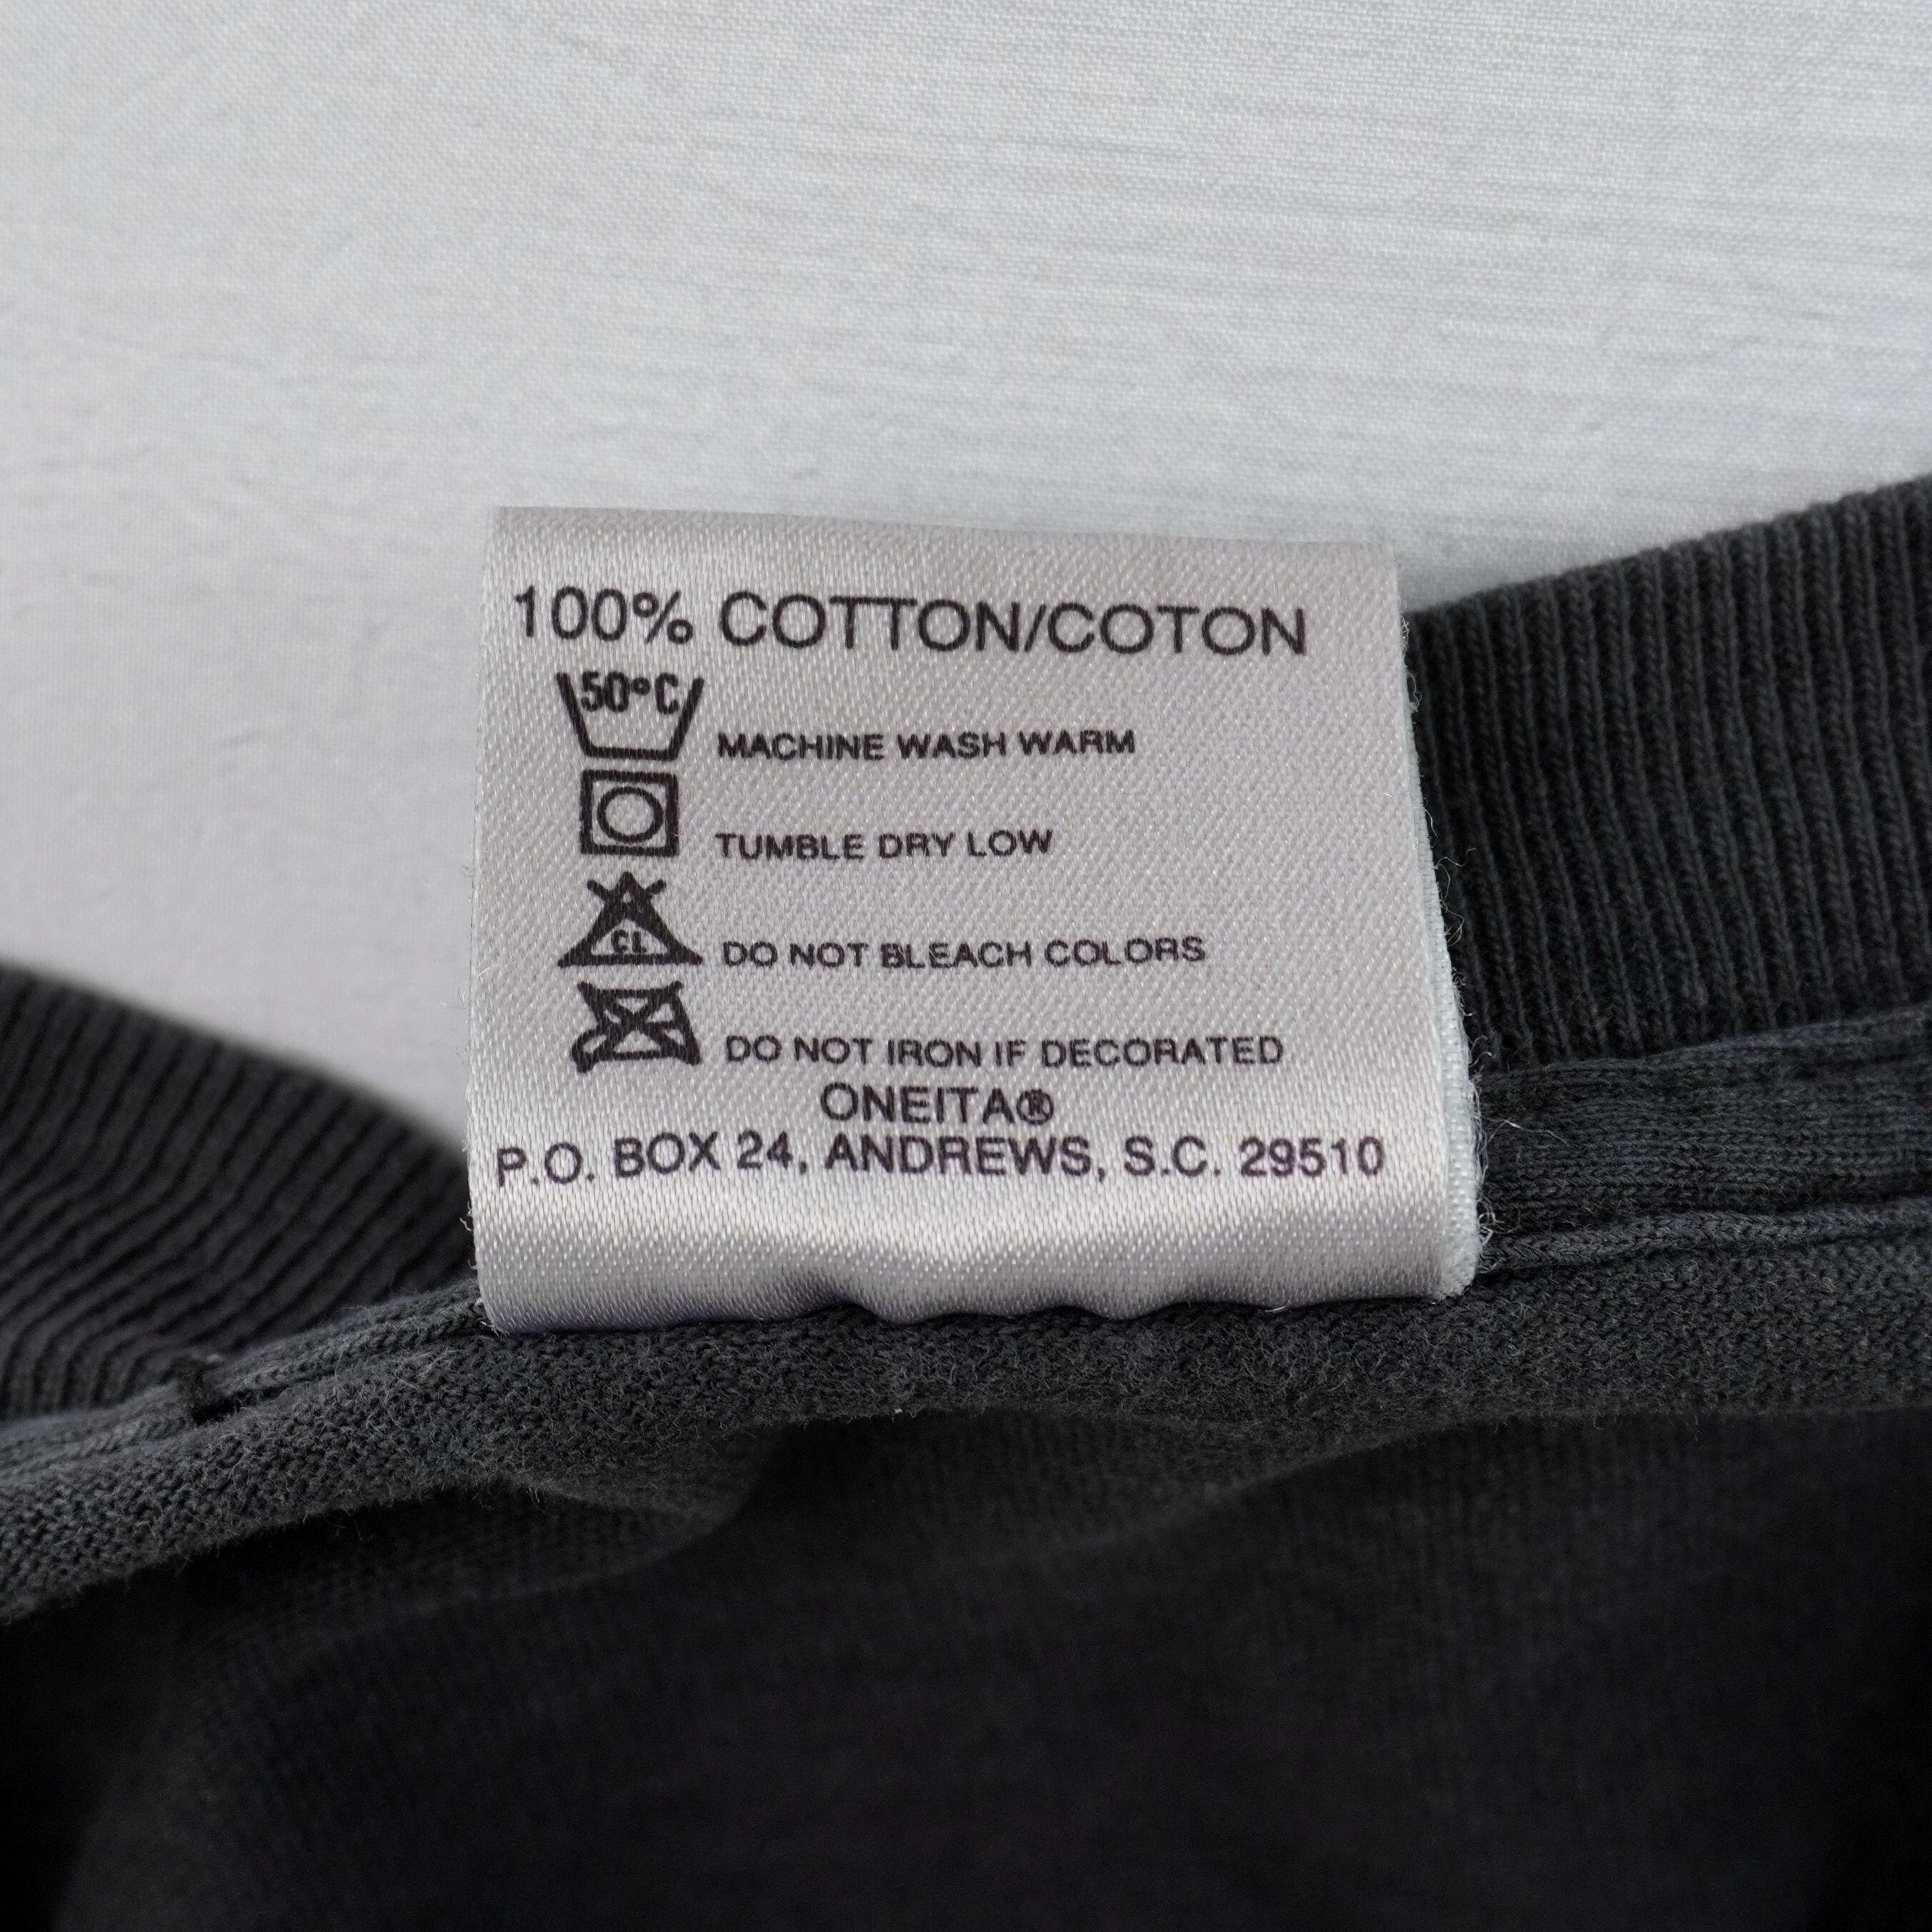 100% COTTON/COTON
50°C
MACHINE WASH WARM
TUMBLE DRY LOW
CL
DO NOT BLEACH COLORS
DO NOT IRON IF DECORATED
ONEITA®
P.O. BOX 24, ANDREWS, S.C. 29510